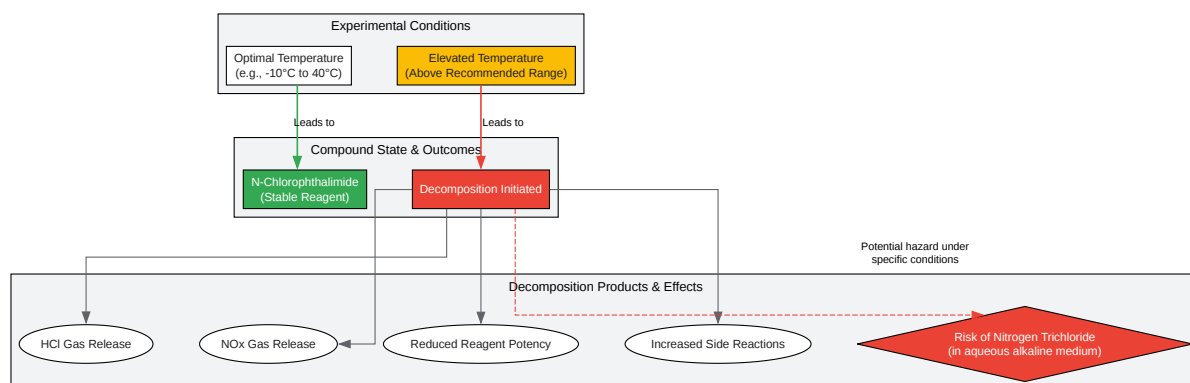 Experimental Conditions
Optimal Temperature
(e.g., -10°C to 40°C)
Elevated Temperature
(Above Recommended Range)
Leads to
Leads to
Compound State & Outcomes
N-Chlorophthalimide
(Stable Reagent)
Decomposition Initiated
Potential hazard under
specific conditions
Decomposition Products & Effects
HCl Gas Release
NOx Gas Release
Reduced Reagent Potency
Increased Side Reactions
Risk of Nitrogen Trichloride
(in aqueous alkaline medium)